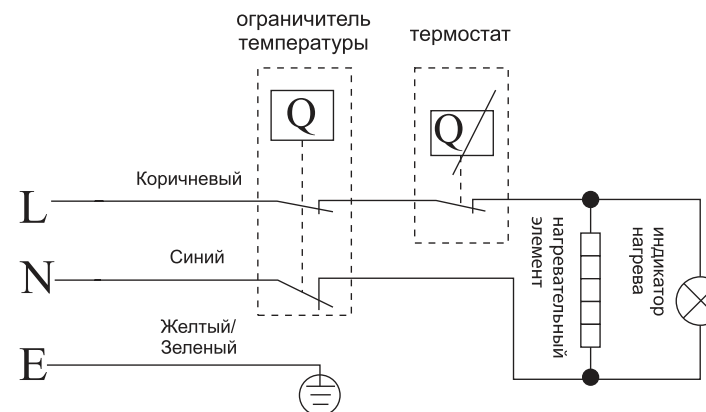 ограничитель
температуры
термостат
Q
Q
Коричневый
L
Синий
N
Желтый/
Зеленый
E
нагревательный
элемент
индикатор
нагрева